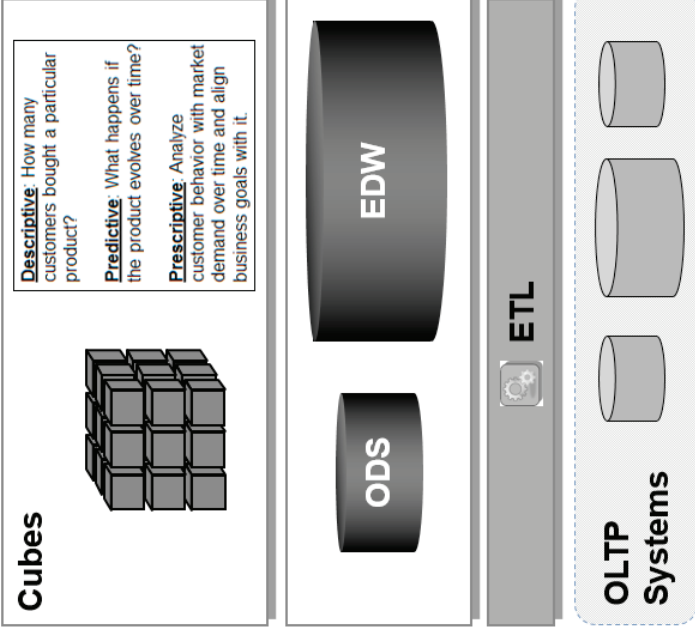 Cubes
Descriptive: How many
customers bought a particular
product?
Predictive: What happens if
the product evolves over time?
Prescriptive: Analyze
customer behavior with market
demand over time and align
business goals with it.
ODS
EDW
ETL
OLTP
Systems